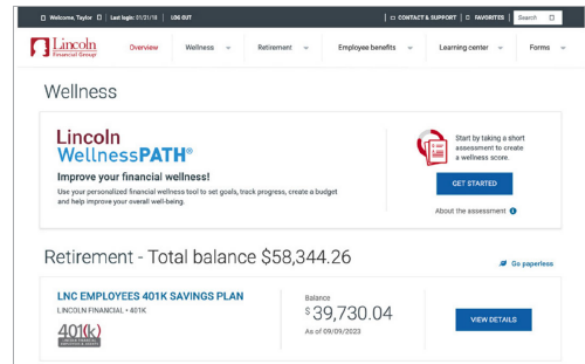 Welcome, Taylor
Last login: 01/21/18
LOG OUT
CONTACT & SUPPORT
FAVORITES
Search
Lincoln
Financial Group®
Overview
Wellness
Retirement
Employee benefits
Learning center
Forms
Wellness
Lincoln
WellnessPATH®
Improve your financial wellness!
Use your personalized financial wellness tool to set goals, track progress, create a budget
and help improve your overall well-being.
Start by taking a short
assessment to create
a wellness score.
GET STARTED
About the assessment
Retirement - Total balance $58,344.26
Go paperless
LNC EMPLOYEES 401K SAVINGS PLAN
LINCOLN FINANCIAL • 401K
401(k)
Balance
$39,730.04
As of 09/09/2023
VIEW DETAILS